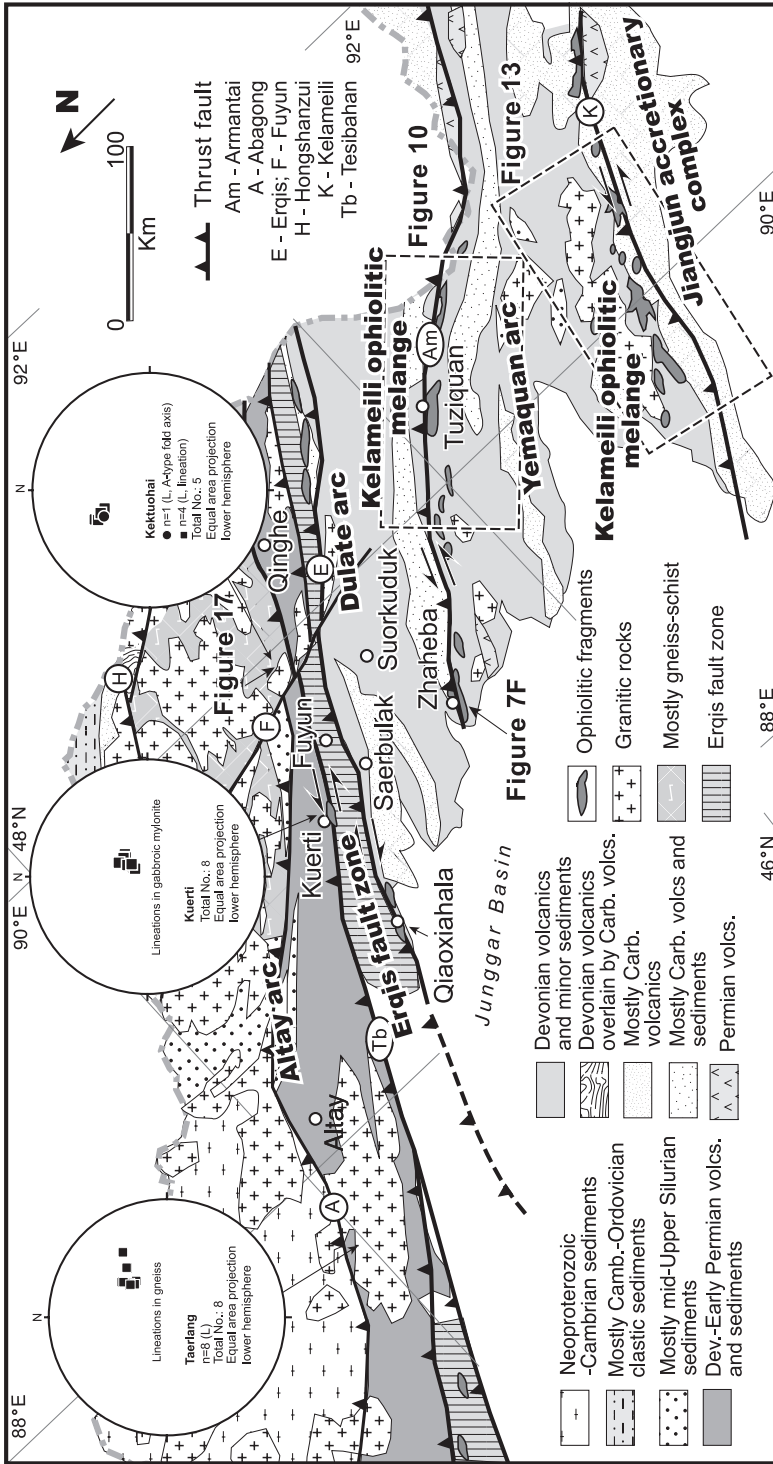 88°E
90°E
48°N
92°E
92°E
90°E
88°E
46°N
N
0
100
Km
Thrust fault
Am - Armantai
A - Abagong
E - Erqis; F - Fuyun
H - Hongshanzui
K - Kelameili
Tb - Tesibahan
N
Lineations in gneiss
Taerlang
n=8 (L)
Total No.: 8
Equal area projection
lower hemisphere
N
Lineations in gabbroic mylonite
Kuerti
Total No.: 8
Equal area projection
lower hemisphere
N
Kektuohai
n=1 (L, A-type fold axis)
n=4 (L, lineation)
Total No.: 5
Equal area projection
lower hemisphere
H
F
A
E
Tb
Am
K
Figure 17
Figure 10
Figure 13
Figure 7F
Altay arc
Erqis fault zone
Dulate arc
Kelameili ophiolitic
melange
Yemaquan arc
Kelameili ophiolitic
melange
Jiangjun accretionary
complex
Altay
Kuerti
Fuyun
Qinghe
Qiaoxiahala
Saerbulak
Suorkuduk
Zhaheba
Tuziquan
Junggar Basin
Neoproterozoic
-Cambrian sediments
Mostly Camb.-Ordovician
clastic sediments
Mostly mid-Upper Silurian
sediments
Dev.-Early Permian volcs.
and sediments
Devonian volcanics
and minor sediments
Devonian volcanics
overlain by Carb. volcs.
Mostly Carb.
volcanics
Mostly Carb. volcs and
sediments
Permian volcs.
Ophiolitic fragments
Granitic rocks
Mostly gneiss-schist
Erqis fault zone